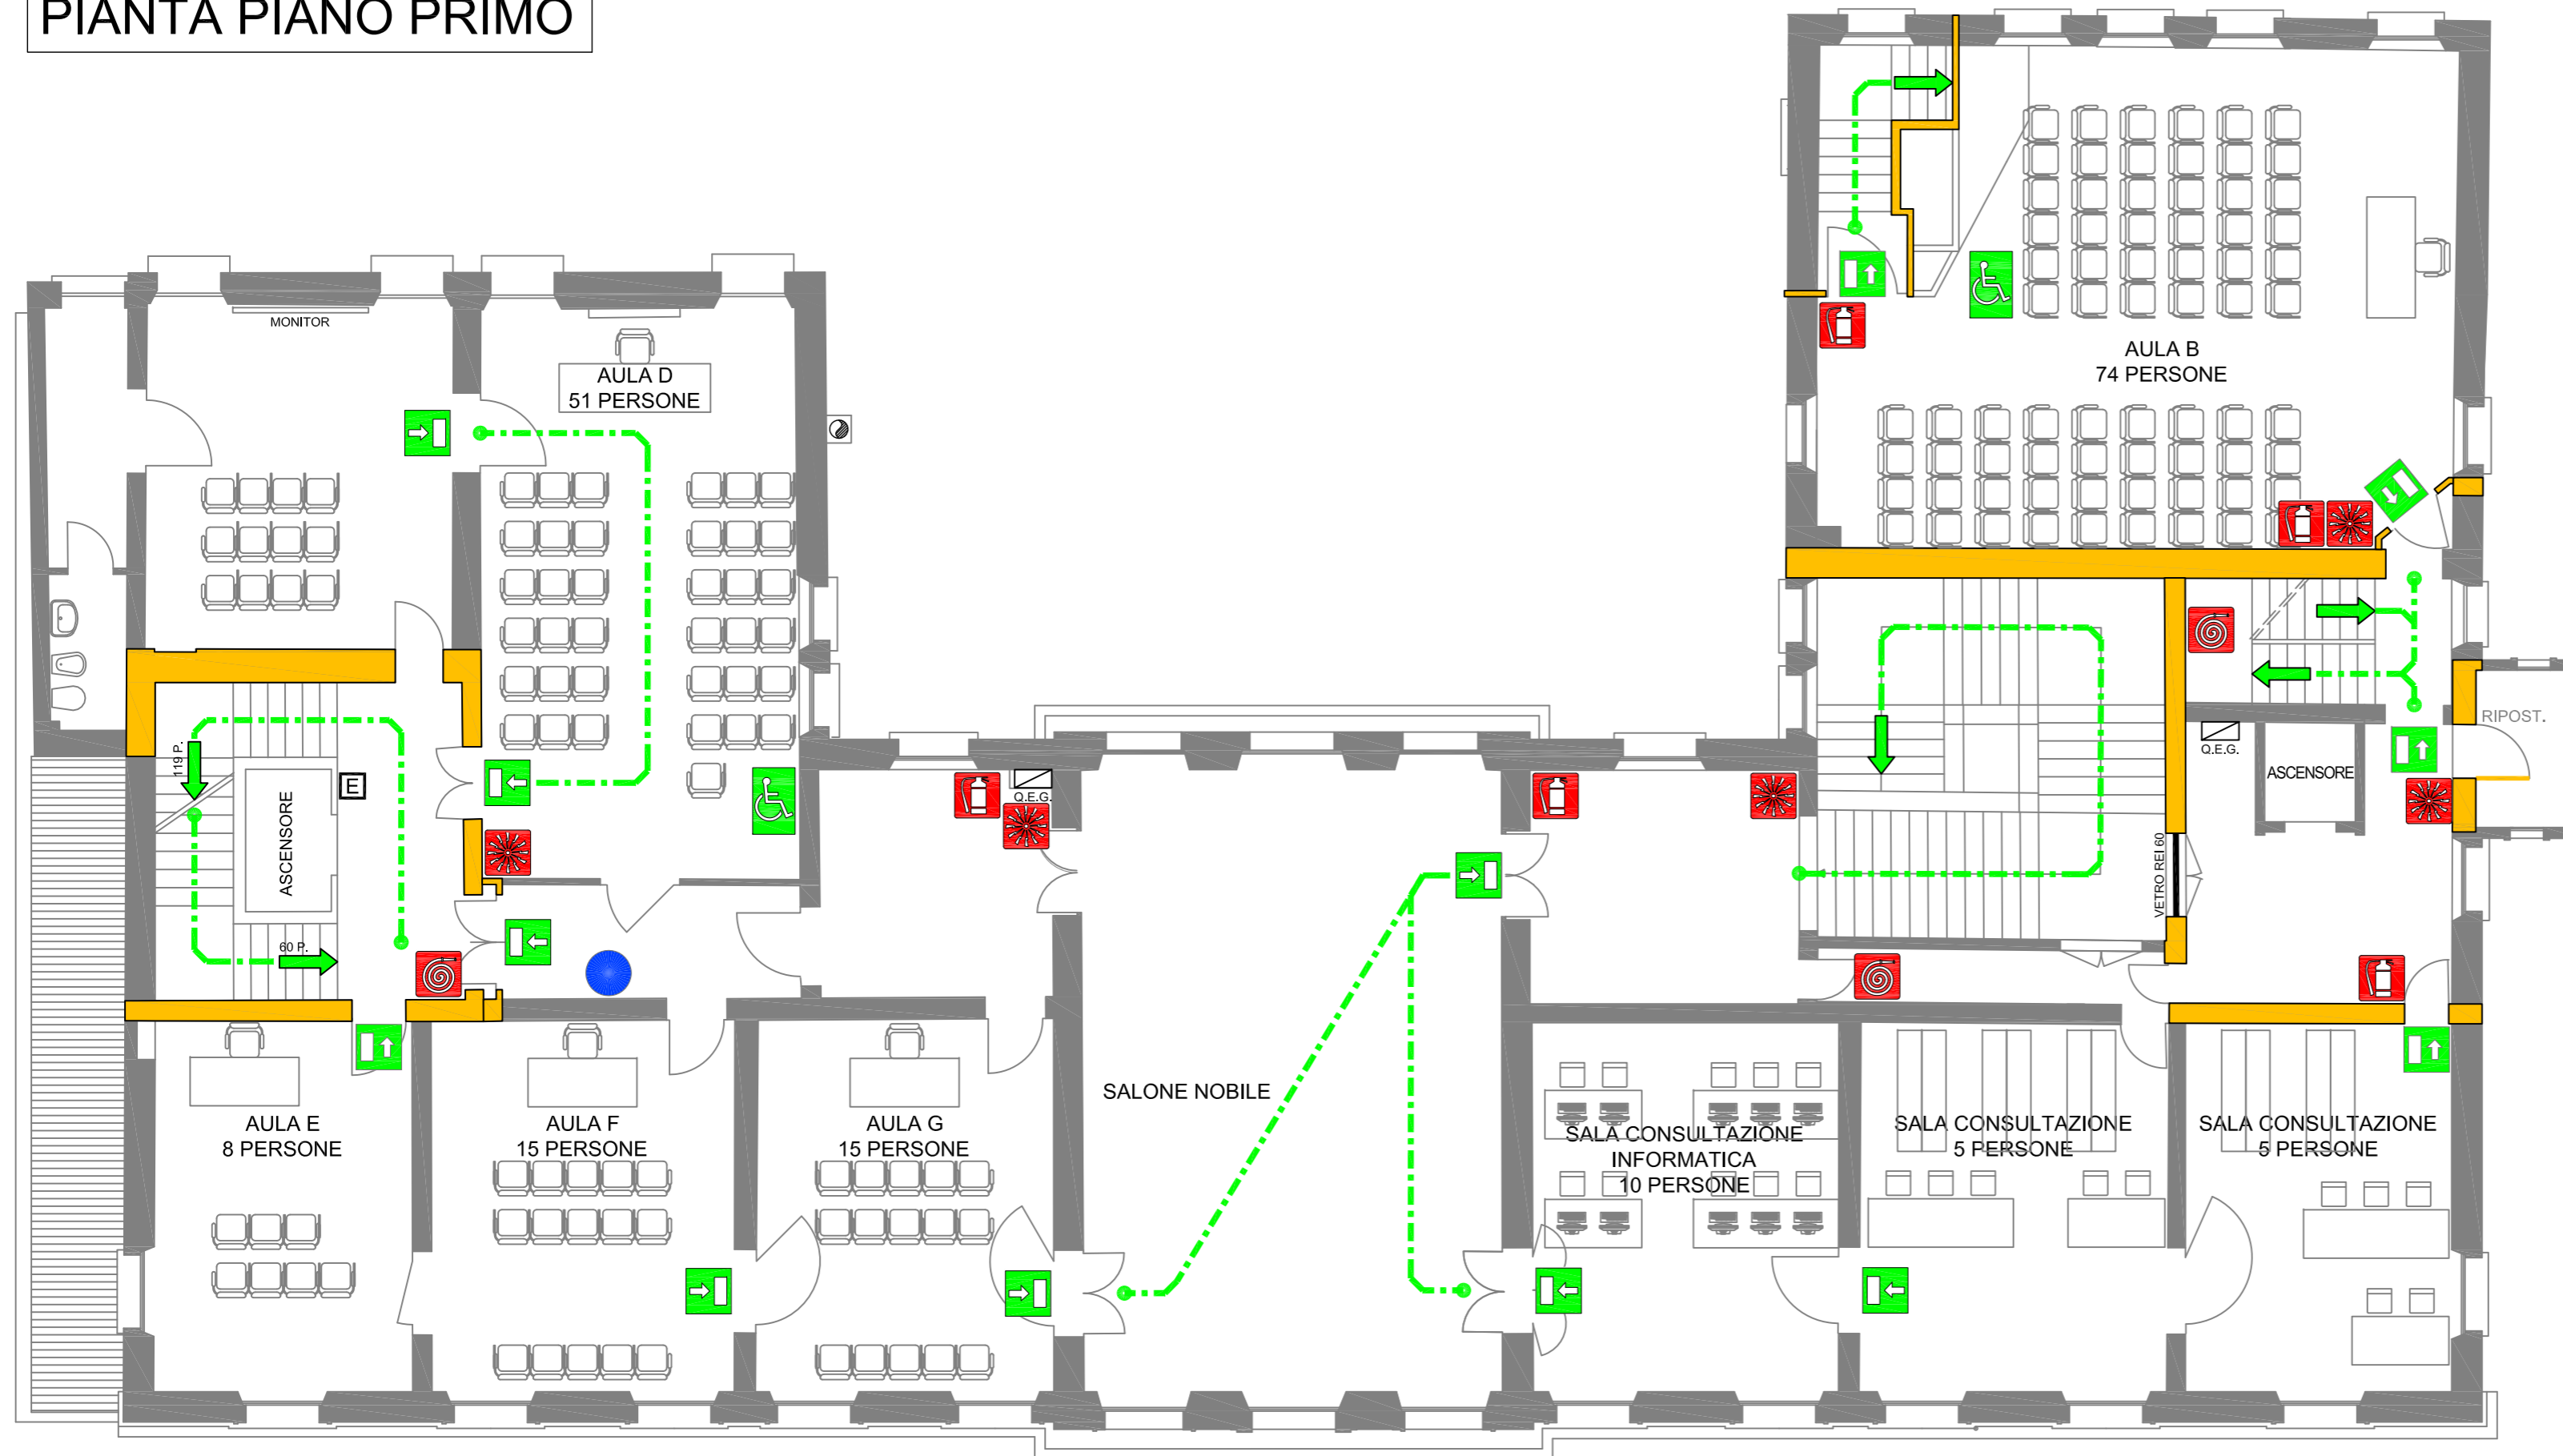 PIANTA PIANO PRIMO
MONITOR
AULA D
51 PERSONE
AULA B
74 PERSONE
119 P.
ASCENSORE
E
60 P.
Q.E.G.
VETRO REI 60
Q.E.G.
ASCENSORE
RIPOST.
AULA E
8 PERSONE
AULA F
15 PERSONE
AULA G
15 PERSONE
SALONE NOBILE
SALA CONSULTAZIONE
INFORMATICA
10 PERSONE
SALA CONSULTAZIONE
5 PERSONE
SALA CONSULTAZIONE
5 PERSONE